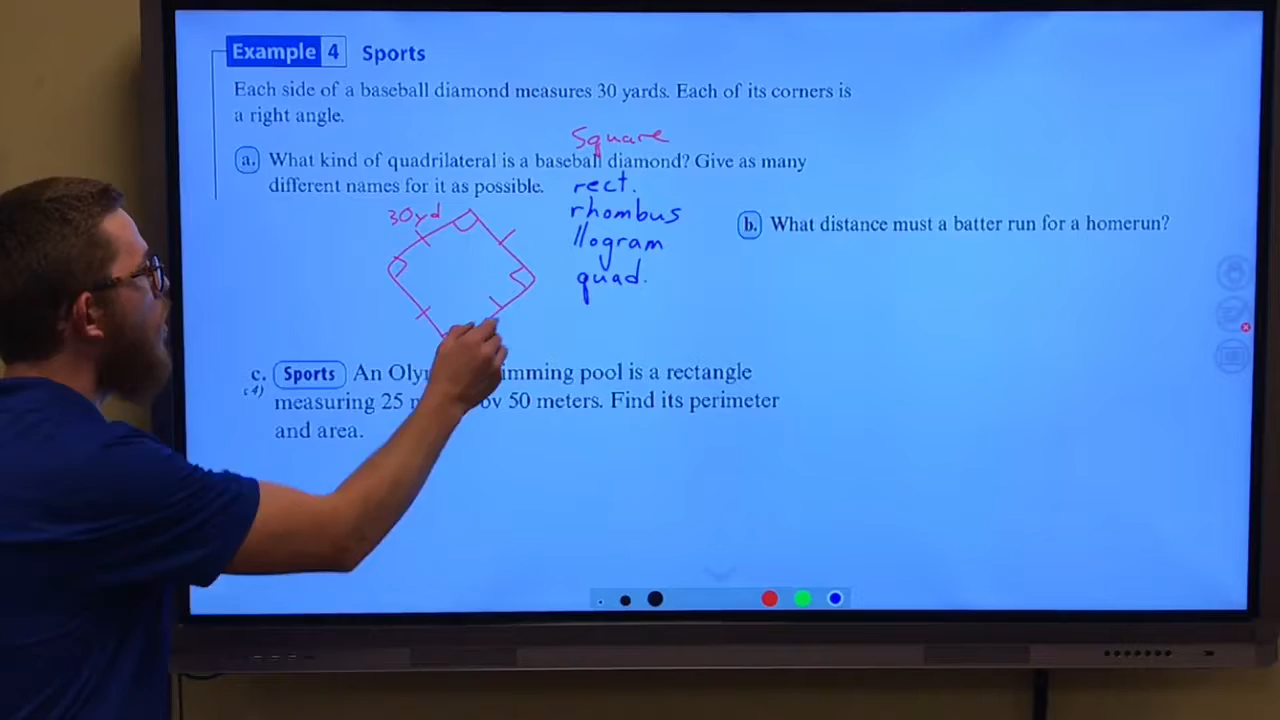 Example 4 Sports
Each side of a baseball diamond measures 30 yards. Each of its corners is
a right angle.
Square
a. What kind of quadrilateral is a baseball diamond? Give as many
different names for it as possible.
rect.
30yd
rhombus
b. What distance must a batter run for a homerun?
llogram
quad.
c. Sports An swimming pool is a rectangle
(4)
measuring 25 by 50 meters. Find its perimeter
and area.